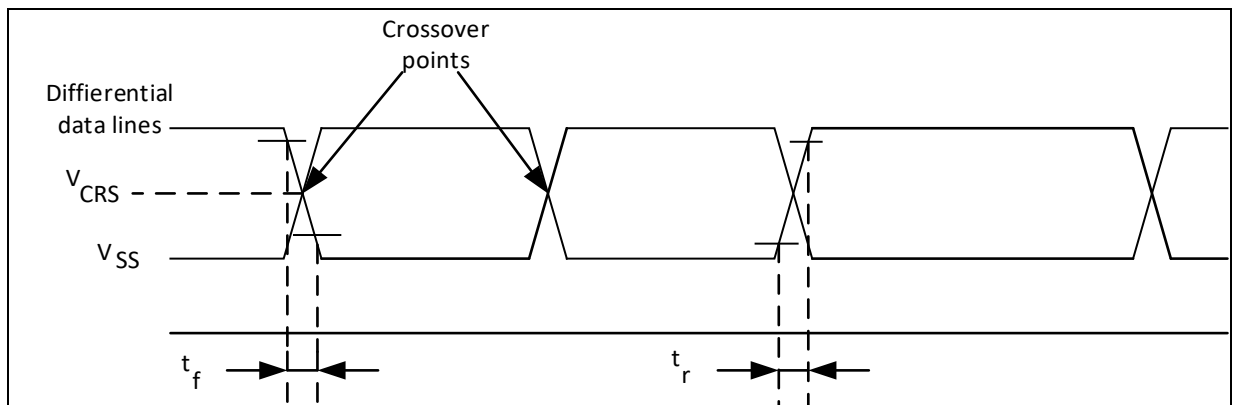 Crossover
points
Diffierential
data lines
V CRS
V SS
t f
t r